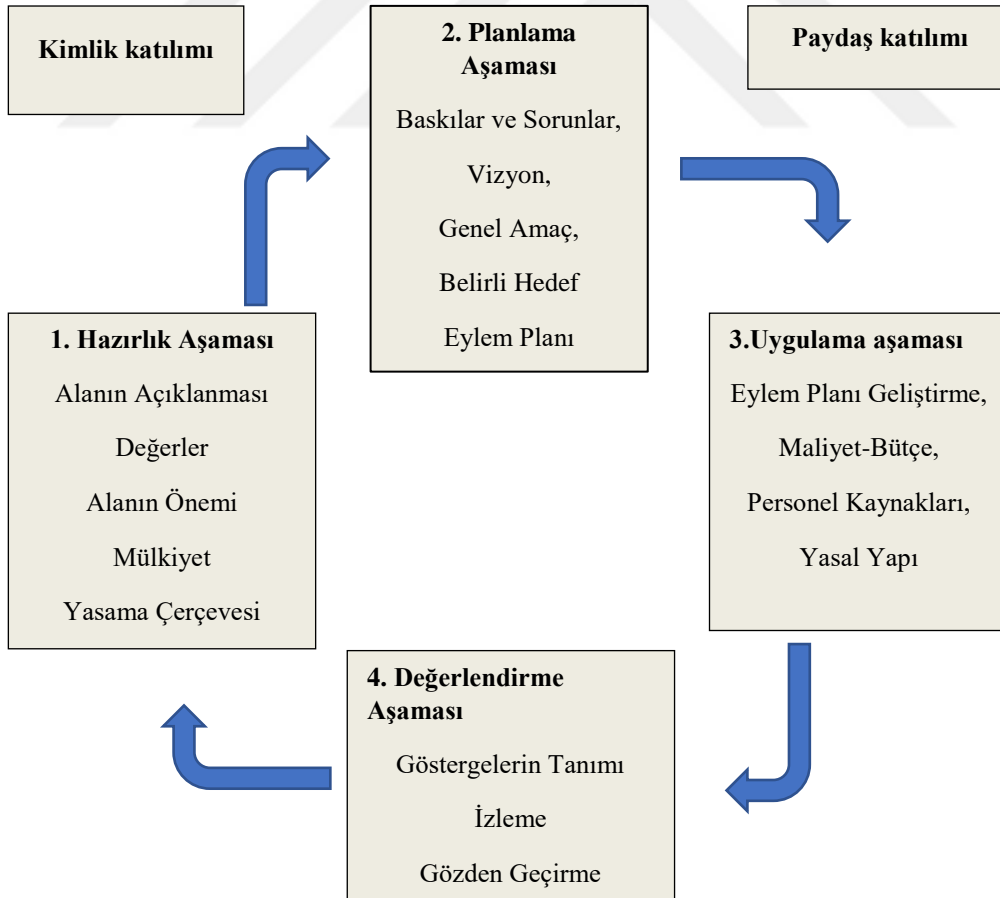 Kimlik katılımı
2. Planlama
Aşaması
Baskılar ve Sorunlar,
Vizyon,
Genel Amaç,
Belirli Hedef
Eylem Planı
Paydaş katılımı
1. Hazırlık Aşaması
Alanın Açıklanması
Değerler
Alanın Önemi
Mülkiyet
Yasama Çerçevesi
3.Uygulama aşaması
Eylem Planı Geliştirme,
Maliyet-Bütçe,
Personel Kaynakları,
Yasal Yapı
4. Değerlendirme
Aşaması
Göstergelerin Tanımı
İzleme
Gözden Geçirme